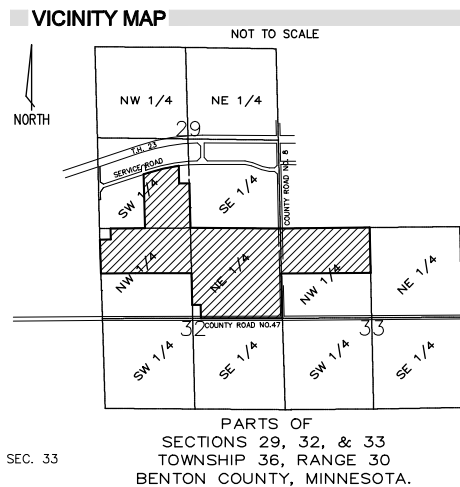 VICINITY MAP
NOT TO SCALE
NORTH
NW 1/4
NE 1/4
29
T.H. 23
SERVICE ROAD
COUNTY ROAD NO. 8
SW 1/4
SE 1/4
NW 1/4
NE 1/4
NW 1/4
NE 1/4
32
COUNTY ROAD NO.47
33
SW 1/4
SE 1/4
SW 1/4
SE 1/4
PARTS OF
SECTIONS 29, 32, & 33
SEC. 33
TOWNSHIP 36, RANGE 30
BENTON COUNTY, MINNESOTA.